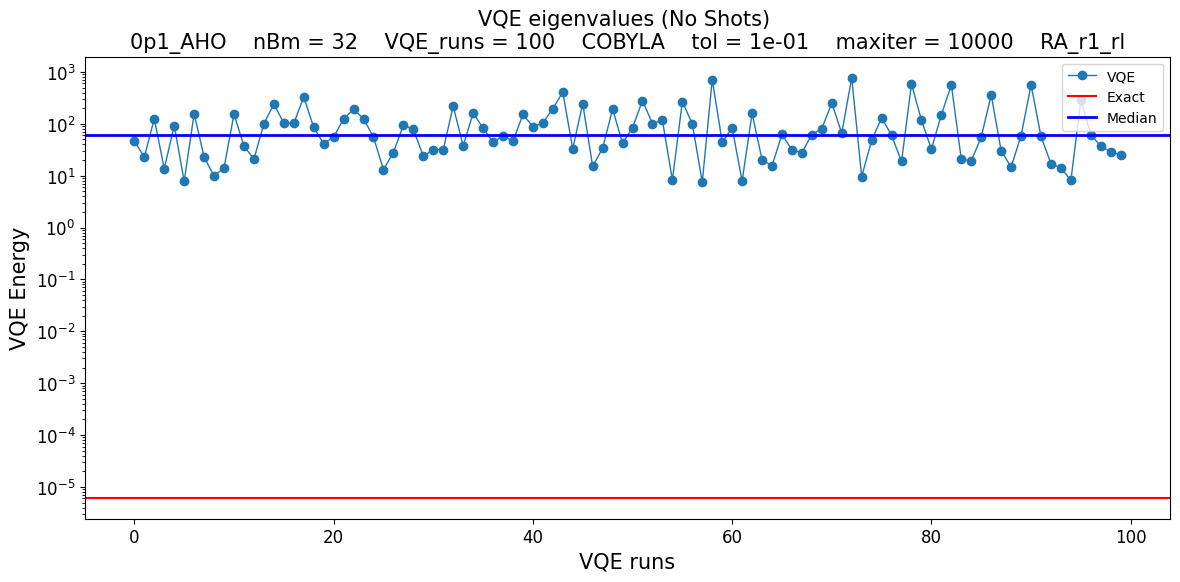 VQE eigenvalues (No Shots)
0p1_AHO nBm = 32 VQE_runs = 100 COBYLA tol = 1e-01 maxiter = 10000 RA_r1_rl
VQE
Exact
Median
VQE Energy
10³
10²
10¹
10⁰
10⁻¹
10⁻²
10⁻³
10⁻⁴
10⁻⁵
0 20 40 60 80 100
VQE runs